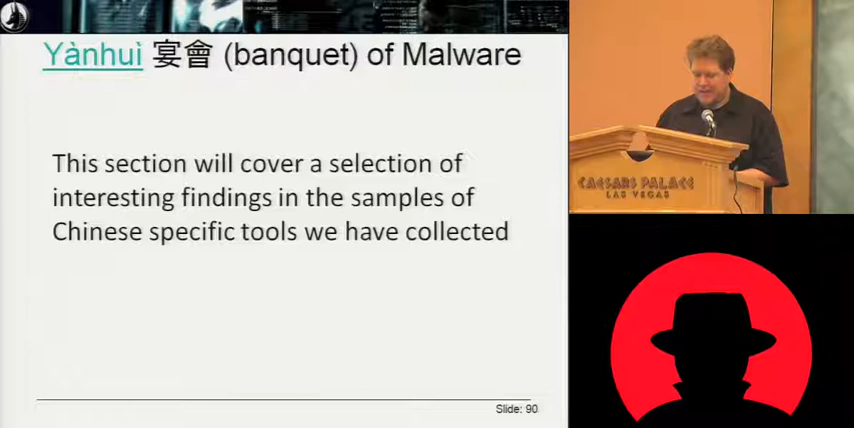 Yànhuì 宴會 (banquet) of Malware
This section will cover a selection of
interesting findings in the samples of
Chinese specific tools we have collected
Slide: 90
CAESARS PALACE
LAS VEGAS